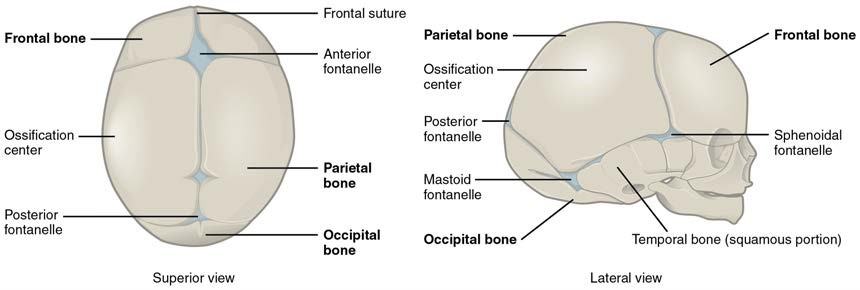 Frontal suture
Frontal bone
Anterior
fontanelle
Ossification
center
Parietal
bone
Posterior
fontanelle
Occipital
bone
Superior view
Parietal bone
Frontal bone
Ossification
center
Posterior
fontanelle
Sphenoidal
fontanelle
Mastoid
fontanelle
Occipital bone
Temporal bone (squamous portion)
Lateral view